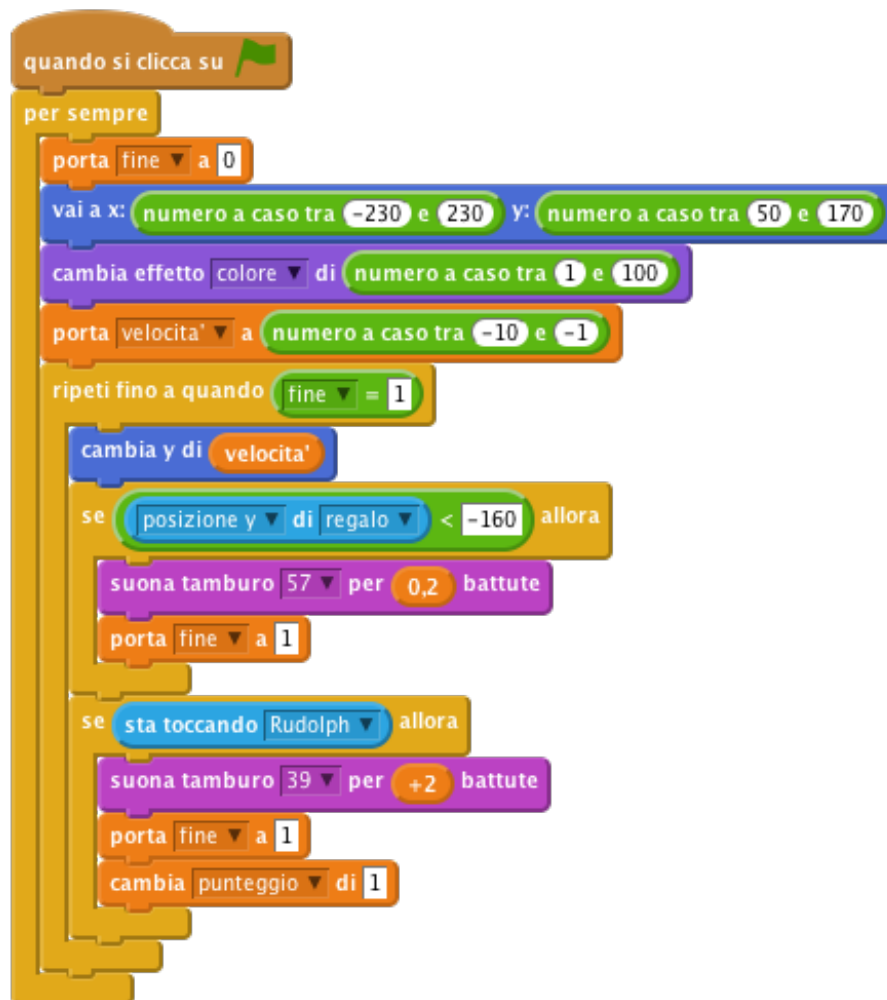 quando si clicca su
per sempre
porta fine a 0
vai a x: numero a caso tra -230 e 230 y: numero a caso tra 50 e 170
cambia effetto colore di numero a caso tra 1 e 100
porta velocita' a numero a caso tra -10 e -1
ripeti fino a quando fine = 1
cambia y di velocita'
se posizione y di regalo < -160 allora
suona tamburo 57 per 0,2 battute
porta fine a 1
se sta toccando Rudolph allora
suona tamburo 39 per +2 battute
porta fine a 1
cambia punteggio di 1